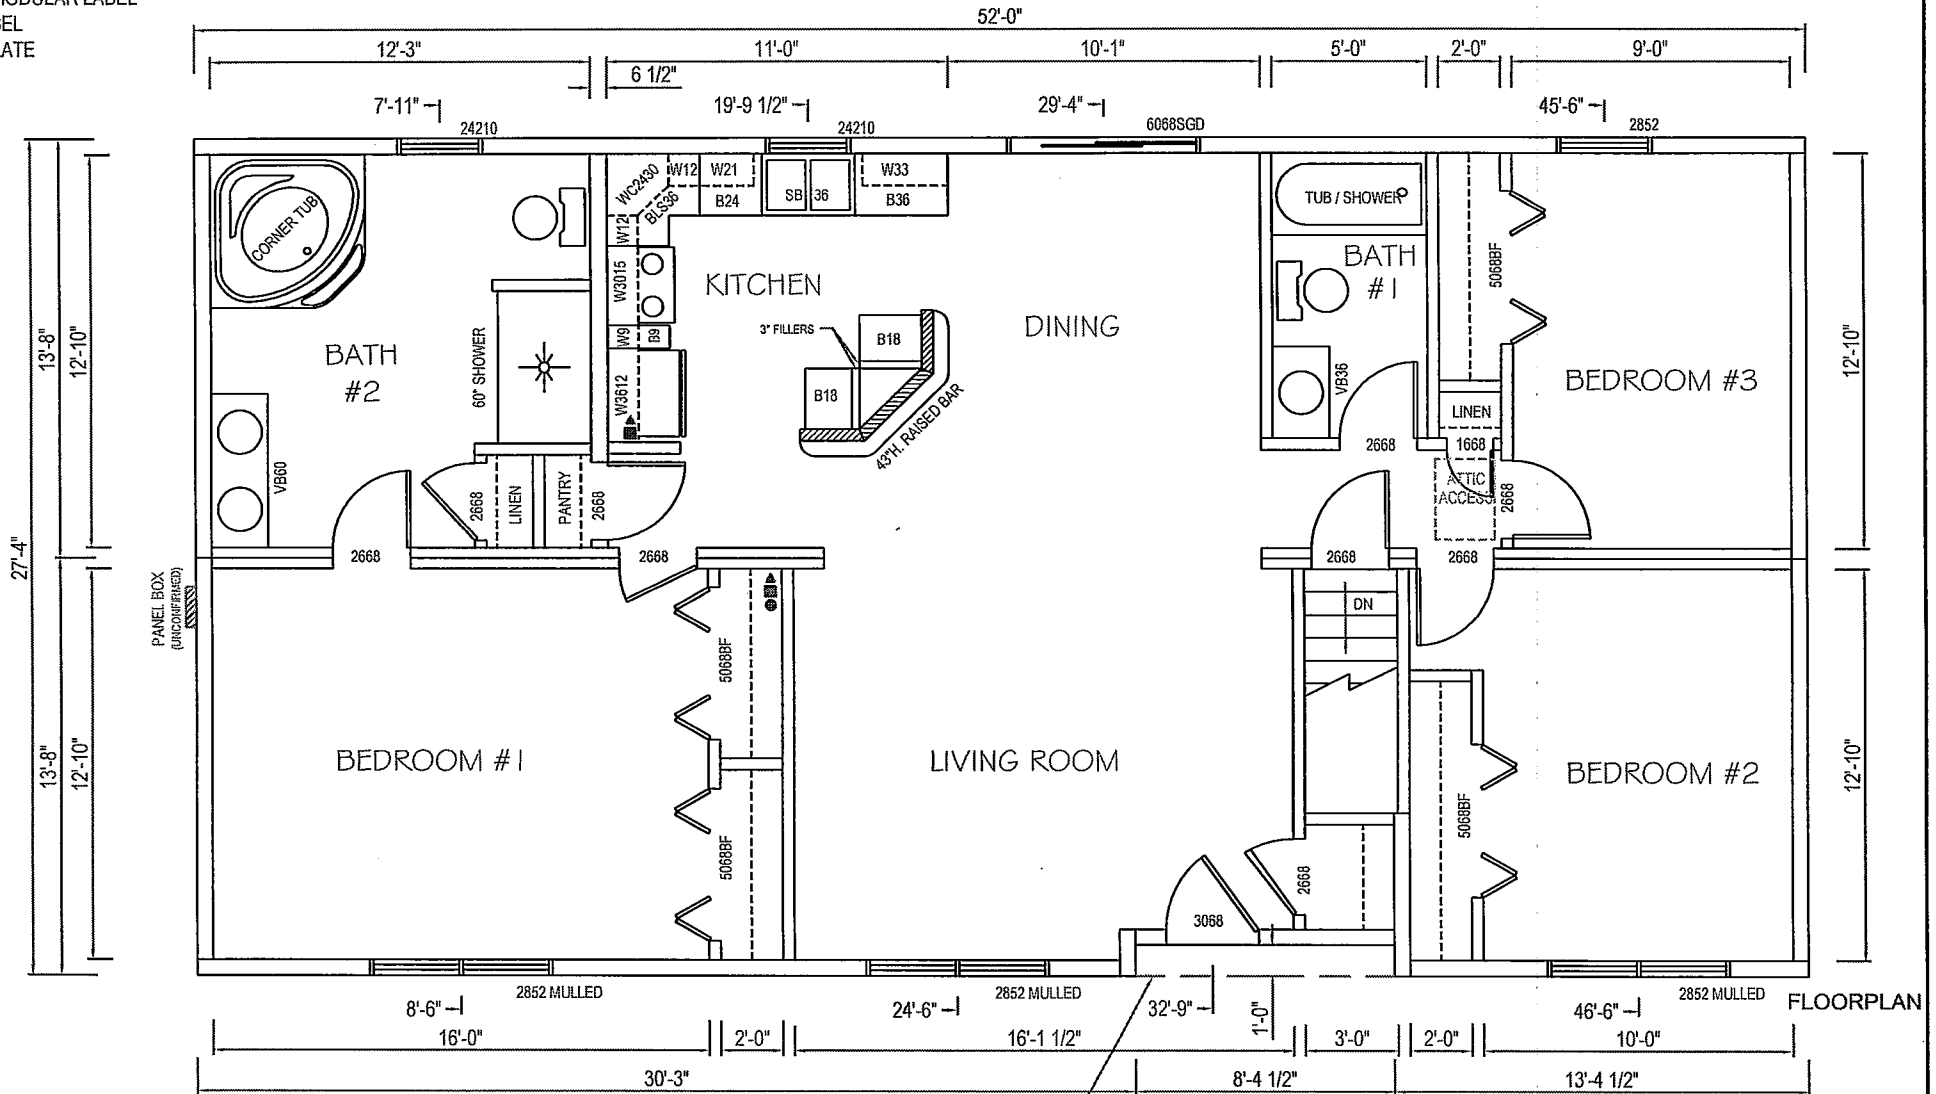 MODULAR LABEL
LATE
52'-0"
12'-3"
11'-0"
10'-1"
5'-0"
2'-0"
9'-0"
6 1/2"
7'-11"
19'-9 1/2"
29'-4"
45'-6"
24210
24210
6068SGD
2852
CORNER TUB
WC2430
BLS36
W12
W21
B24
SB 36
W33
B36
W12
W3015
W9
B9
W3612
KITCHEN
3" FILLERS
B18
B18
43"H. RAISED BAR
DINING
TUB / SHOWER
BATH
#1
VB36
5068BF
LINEN
1668
2668
ATTIC
ACCESS
2668
BEDROOM #3
12'-10"
BATH
#2
60" SHOWER
VB60
2668
LINEN
PANTRY
2668
2668
2668
2668
2668
27'-4"
13'-8"
12'-10"
13'-8"
12'-10"
PANEL BOX
(UNCONFIRMED)
BEDROOM #1
5068BF
5068BF
LIVING ROOM
DN
2668
3068
5068BF
BEDROOM #2
12'-10"
2852 MULLED
2852 MULLED
2852 MULLED
FLOORPLAN
8'-6"
24'-6"
32'-9"
1'-0"
46'-6"
16'-0"
2'-0"
16'-1 1/2"
3'-0"
2'-0"
10'-0"
30'-3"
8'-4 1/2"
13'-4 1/2"